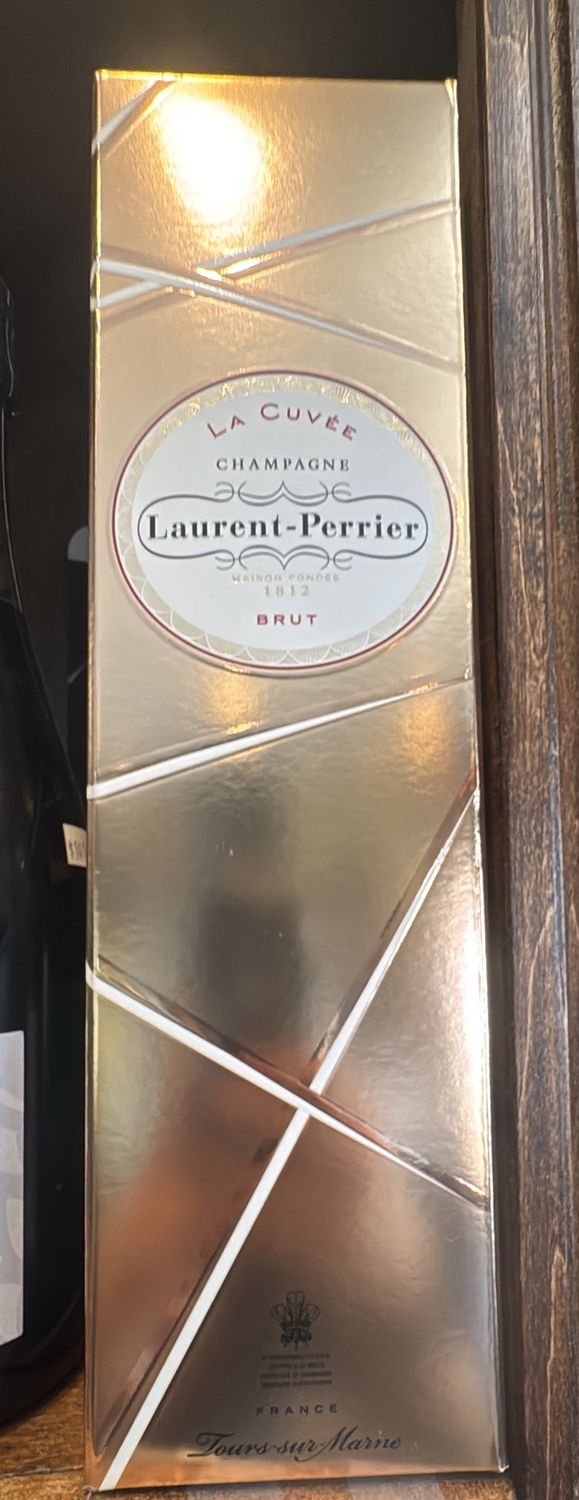 LA CUVÉE
CHAMPAGNE
Laurent-Perrier
MAISON FONDÉE
1812
BRUT
FRANCE
Tours-sur-Marne